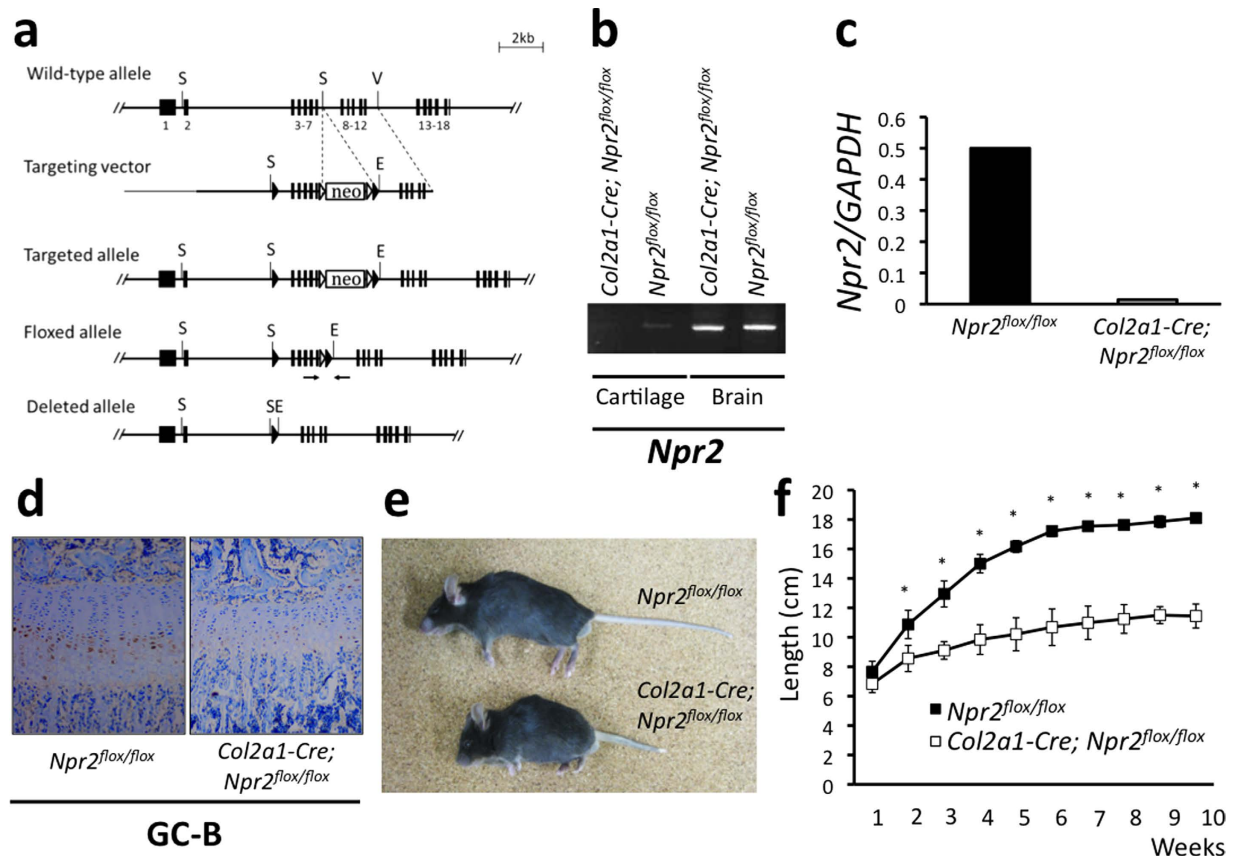 a
2kb
Wild-type allele
S S V
1 2 3-7 8-12 13-18
Targeting vector
S E
neo
Targeted allele
S S E
neo
Floxed allele
S S E
Deleted allele
S SE
b
Col2a1-Cre; Npr2flox/flox
Npr2flox/flox
Col2a1-Cre; Npr2flox/flox
Npr2flox/flox
Cartilage Brain
Npr2
c
Npr2/GAPDH
0.6
0.5
0.4
0.3
0.2
0.1
0
Npr2flox/flox
Col2a1-Cre;
Npr2flox/flox
d
Npr2flox/flox
Col2a1-Cre;
Npr2flox/flox
GC-B
e
Npr2flox/flox
Col2a1-Cre;
Npr2flox/flox
f
Length (cm)
20
18
16
14
12
10
8
6
4
2
0
* * * * * * * * *
Npr2flox/flox
Col2a1-Cre; Npr2flox/flox
1 2 3 4 5 6 7 8 9 10
Weeks